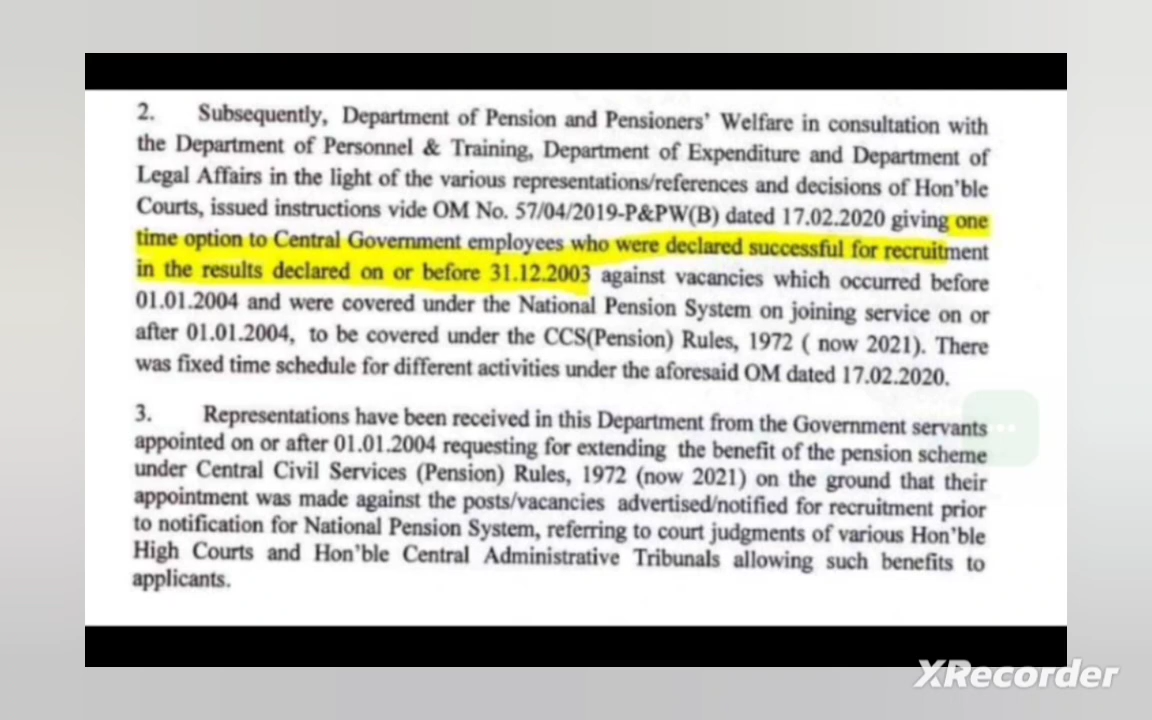 2. Subsequently, Department of Pension and Pensioners' Welfare in consultation with
the Department of Personnel & Training, Department of Expenditure and Department of
Legal Affairs in the light of the various representations/references and decisions of Hon'ble
Courts, issued instructions vide OM No. 57/04/2019-P&PW(B) dated 17.02.2020 giving one
time option to Central Government employees who were declared successful for recruitment
in the results declared on or before 31.12.2003 against vacancies which occurred before
01.01.2004 and were covered under the National Pension System on joining service on or
after 01.01.2004, to be covered under the CCS(Pension) Rules, 1972 ( now 2021). There
was fixed time schedule for different activities under the aforesaid OM dated 17.02.2020.
3. Representations have been received in this Department from the Government servants
appointed on or after 01.01.2004 requesting for extending the benefit of the pension scheme
under Central Civil Services (Pension) Rules, 1972 (now 2021) on the ground that their
appointment was made against the posts/vacancies advertised/notified for recruitment prior
to notification for National Pension System, referring to court judgments of various Hon'ble
High Courts and Hon'ble Central Administrative Tribunals allowing such benefits to
applicants.
XRecorder